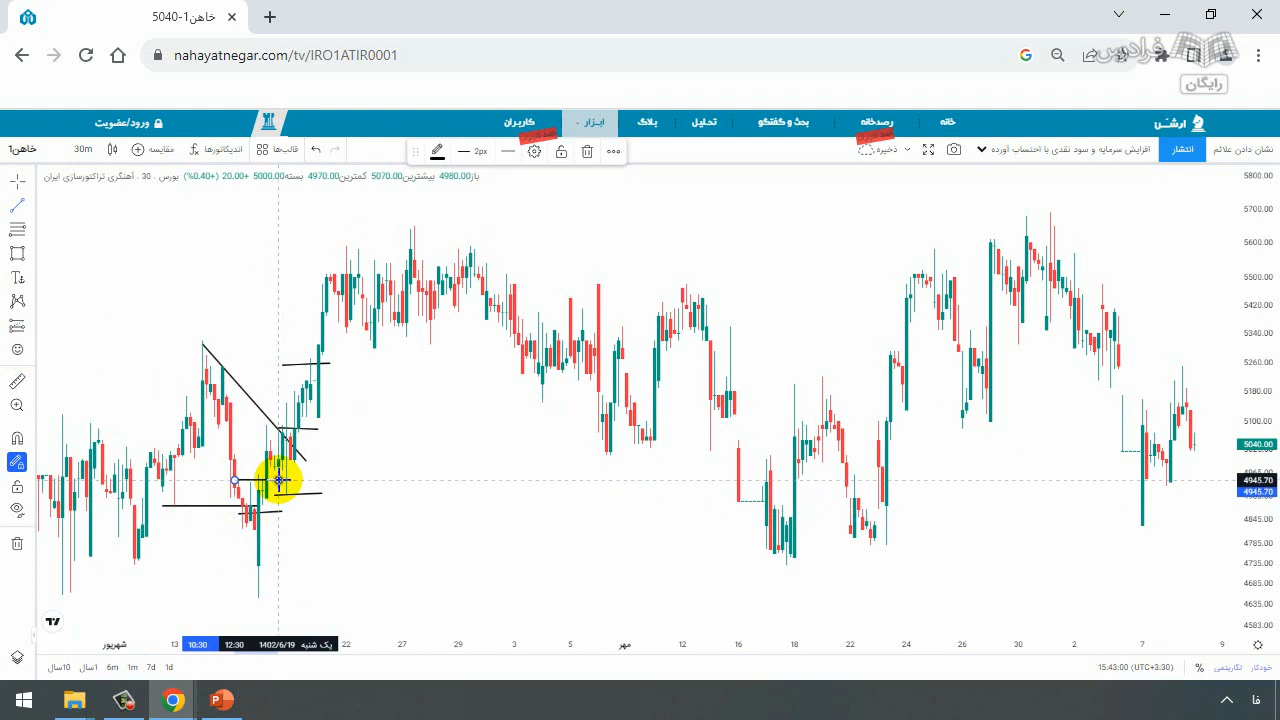 خاهن1-5040
nahayatnegar.com/tv/IRO1ATIR0001
فرادرس
رایگان
ارشن
خانه
رصدخانه
بحث و گفتگو
تحلیل
بلاگ
ابزار
کاربران
ورود/عضویت
خاهن1
30m
مقایسه
اندیکاتورها
قالب‌ها
2px
ذخیره
افزایش سرمایه و سود نقدی با احتساب آورده
انتشار
نشان دادن علائم
آهنگری تراکتورسازی ایران · 30 · بورس باز4980.00 بیشترین5070.00 کمترین4970.00 بسته5000.00 +20.00 (+0.40%)
5800.00
5700.00
5600.00
5500.00
5420.00
5340.00
5260.00
5180.00
5100.00
5040.00
4945.70
4945.70
4845.00
4785.00
4735.00
4685.00
4635.00
4583.00
شهریور 13 10:30 12:30 1402/6/19 یک شنبه 22 27 29 3 5 مهر 12 16 18 22 24 26 30 2 7 9
10سال 1سال 6m 1m 7d 1d
15:43:00 (UTC+3:30) % لگاریتمی خودکار
فا